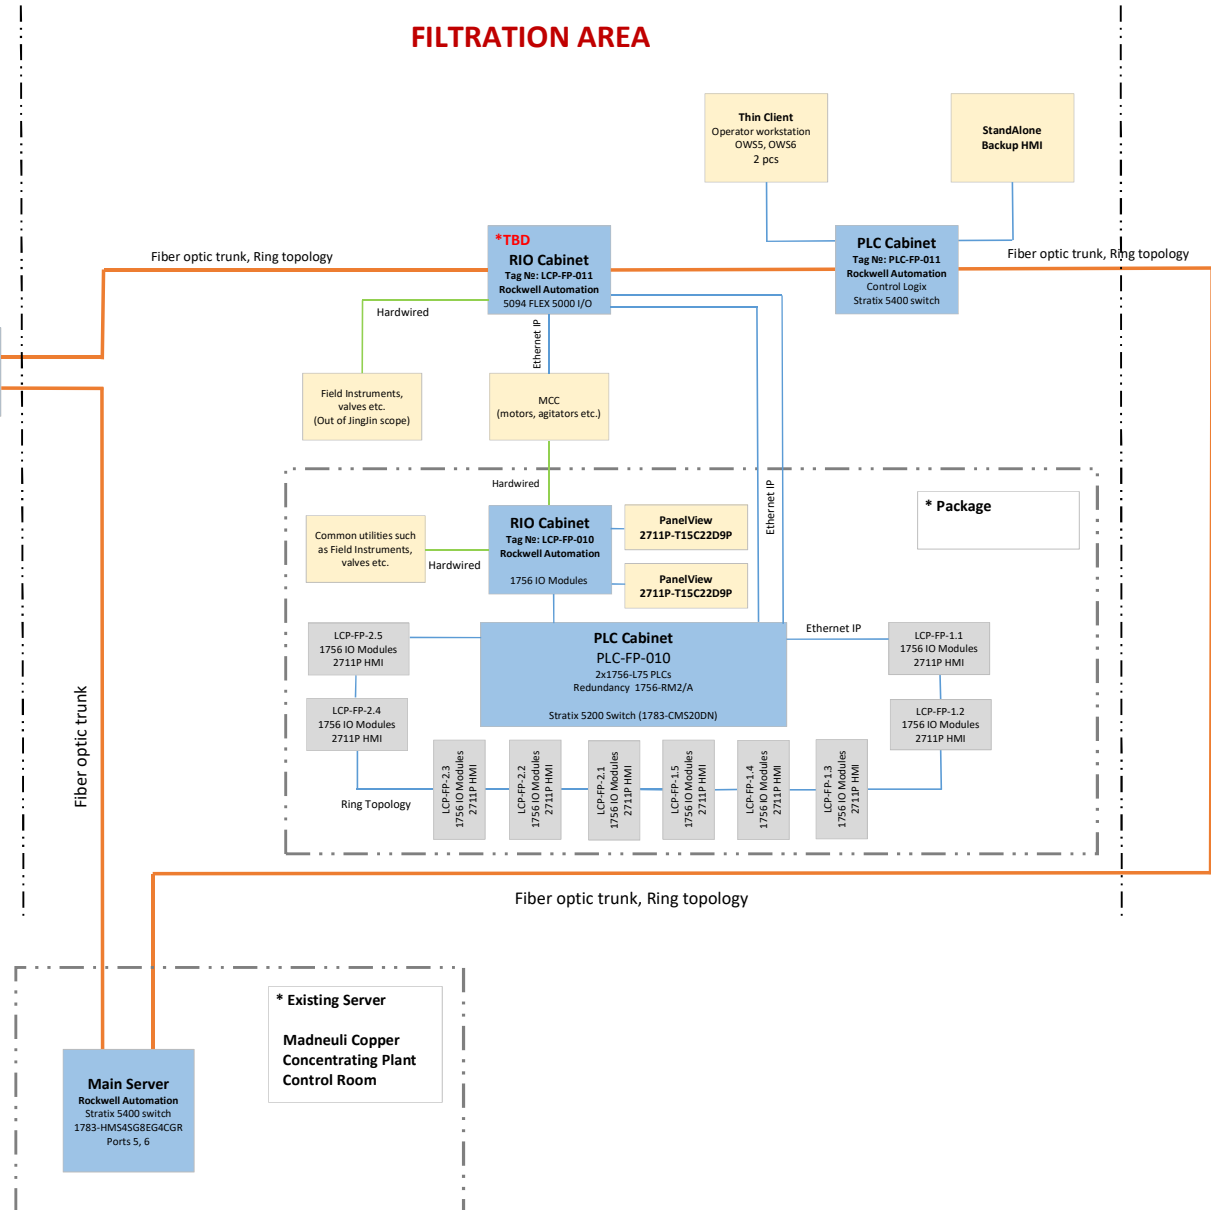 FILTRATION AREA
Thin Client
Operator workstation
OWS5, OWS6
2 pcs
StandAlone
Backup HMI
*TBD
RIO Cabinet
Tag №: LCP-FP-011
Rockwell Automation
5094 FLEX 5000 I/O
PLC Cabinet
Tag №: PLC-FP-011
Rockwell Automation
Control Logix
Stratix 5400 switch
Fiber optic trunk, Ring topology
Fiber optic trunk, Ring topology
Hardwired
Ethernet IP
Field Instruments,
valves etc.
(Out of JingJin scope)
MCC
(motors, agitators etc.)
Hardwired
Ethernet IP
* Package
Common utilities such
as Field Instruments,
valves etc.
Hardwired
RIO Cabinet
Tag №: LCP-FP-010
Rockwell Automation
1756 IO Modules
PanelView
2711P-T15C22D9P
PanelView
2711P-T15C22D9P
LCP-FP-2.5
1756 IO Modules
2711P HMI
PLC Cabinet
PLC-FP-010
2x1756-L75 PLCs
Redundancy 1756-RM2/A
Stratix 5200 Switch (1783-CMS20DN)
Ethernet IP
LCP-FP-1.1
1756 IO Modules
2711P HMI
LCP-FP-2.4
1756 IO Modules
2711P HMI
LCP-FP-1.2
1756 IO Modules
2711P HMI
Ring Topology
LCP-FP-2.3
1756 IO Modules
2711P HMI
LCP-FP-2.2
1756 IO Modules
2711P HMI
LCP-FP-2.1
1756 IO Modules
2711P HMI
LCP-FP-1.5
1756 IO Modules
2711P HMI
LCP-FP-1.4
1756 IO Modules
2711P HMI
LCP-FP-1.3
1756 IO Modules
2711P HMI
Fiber optic trunk
Fiber optic trunk, Ring topology
* Existing Server
Madneuli Copper
Concentrating Plant
Control Room
Main Server
Rockwell Automation
Stratix 5400 switch
1783-HMS4SG8EG4CGR
Ports 5, 6